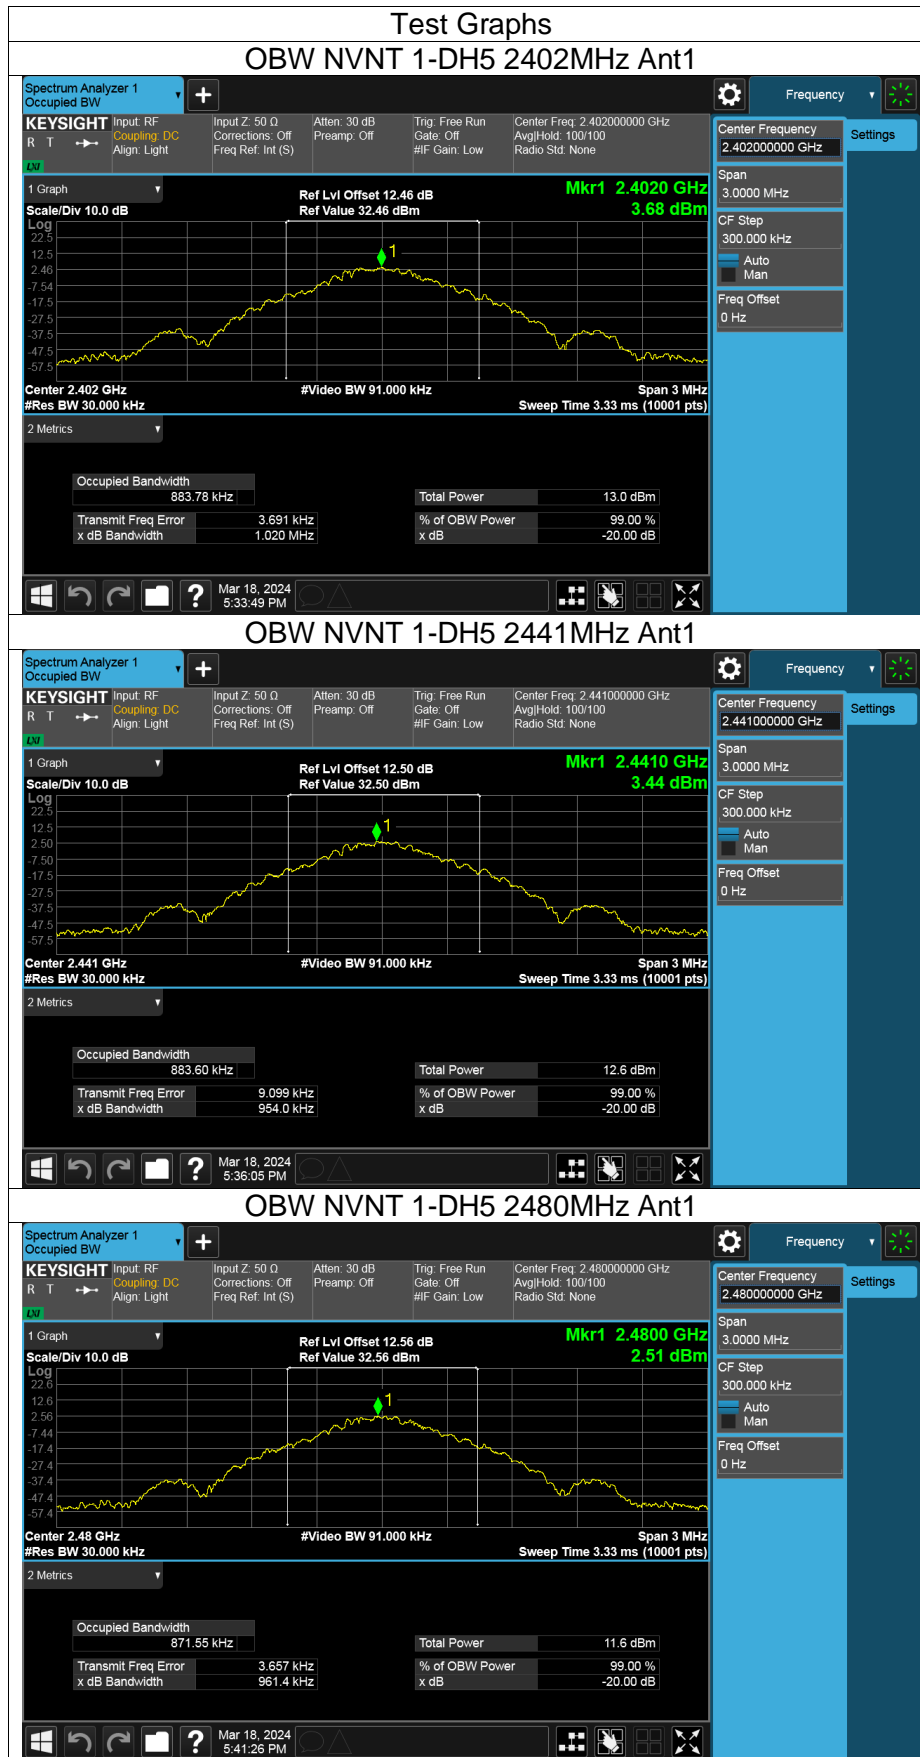 Test Graphs
OBW NVNT 1-DH5 2402MHz Ant1
Spectrum Analyzer 1
Occupied BW
Frequency
KEYSIGHT Input: RF Input Z: 50 Ω Atten: 30 dB Trig: Free Run Center Freq: 2.402000000 GHz
R T Coupling: DC Corrections: Off Preamp: Off Gate: Off Avg|Hold: 100/100
Align: Light Freq Ref: Int (S) #IF Gain: Low Radio Std: None
LXI
Center Frequency
2.402000000 GHz
Settings
Span
3.0000 MHz
CF Step
300.000 kHz
Auto
Man
Freq Offset
0 Hz
1 Graph
Ref Lvl Offset 12.46 dB
Mkr1 2.4020 GHz
Scale/Div 10.0 dB
Ref Value 32.46 dBm
3.68 dBm
Log
22.5
12.5
2.46
-7.54
-17.5
-27.5
-37.5
-47.5
-57.5
1
Center 2.402 GHz #Video BW 91.000 kHz Span 3 MHz
#Res BW 30.000 kHz Sweep Time 3.33 ms (10001 pts)
2 Metrics
Occupied Bandwidth
883.78 kHz
Total Power 13.0 dBm
Transmit Freq Error 3.691 kHz % of OBW Power 99.00 %
x dB Bandwidth 1.020 MHz x dB -20.00 dB
?
Mar 18, 2024
5:33:49 PM
OBW NVNT 1-DH5 2441MHz Ant1
Spectrum Analyzer 1
Occupied BW
Frequency
KEYSIGHT Input: RF Input Z: 50 Ω Atten: 30 dB Trig: Free Run Center Freq: 2.441000000 GHz
R T Coupling: DC Corrections: Off Preamp: Off Gate: Off Avg|Hold: 100/100
Align: Light Freq Ref: Int (S) #IF Gain: Low Radio Std: None
LXI
Center Frequency
2.441000000 GHz
Settings
Span
3.0000 MHz
CF Step
300.000 kHz
Auto
Man
Freq Offset
0 Hz
1 Graph
Ref Lvl Offset 12.50 dB
Mkr1 2.4410 GHz
Scale/Div 10.0 dB
Ref Value 32.50 dBm
3.44 dBm
Log
22.5
12.5
2.50
-7.50
-17.5
-27.5
-37.5
-47.5
-57.5
1
Center 2.441 GHz #Video BW 91.000 kHz Span 3 MHz
#Res BW 30.000 kHz Sweep Time 3.33 ms (10001 pts)
2 Metrics
Occupied Bandwidth
883.60 kHz
Total Power 12.6 dBm
Transmit Freq Error 9.099 kHz % of OBW Power 99.00 %
x dB Bandwidth 954.0 kHz x dB -20.00 dB
?
Mar 18, 2024
5:36:05 PM
OBW NVNT 1-DH5 2480MHz Ant1
Spectrum Analyzer 1
Occupied BW
Frequency
KEYSIGHT Input: RF Input Z: 50 Ω Atten: 30 dB Trig: Free Run Center Freq: 2.480000000 GHz
R T Coupling: DC Corrections: Off Preamp: Off Gate: Off Avg|Hold: 100/100
Align: Light Freq Ref: Int (S) #IF Gain: Low Radio Std: None
LXI
Center Frequency
2.480000000 GHz
Settings
Span
3.0000 MHz
CF Step
300.000 kHz
Auto
Man
Freq Offset
0 Hz
1 Graph
Ref Lvl Offset 12.56 dB
Mkr1 2.4800 GHz
Scale/Div 10.0 dB
Ref Value 32.56 dBm
2.51 dBm
Log
22.6
12.6
2.56
-7.44
-17.4
-27.4
-37.4
-47.4
-57.4
1
Center 2.48 GHz #Video BW 91.000 kHz Span 3 MHz
#Res BW 30.000 kHz Sweep Time 3.33 ms (10001 pts)
2 Metrics
Occupied Bandwidth
871.55 kHz
Total Power 11.6 dBm
Transmit Freq Error 3.657 kHz % of OBW Power 99.00 %
x dB Bandwidth 961.4 kHz x dB -20.00 dB
?
Mar 18, 2024
5:41:26 PM